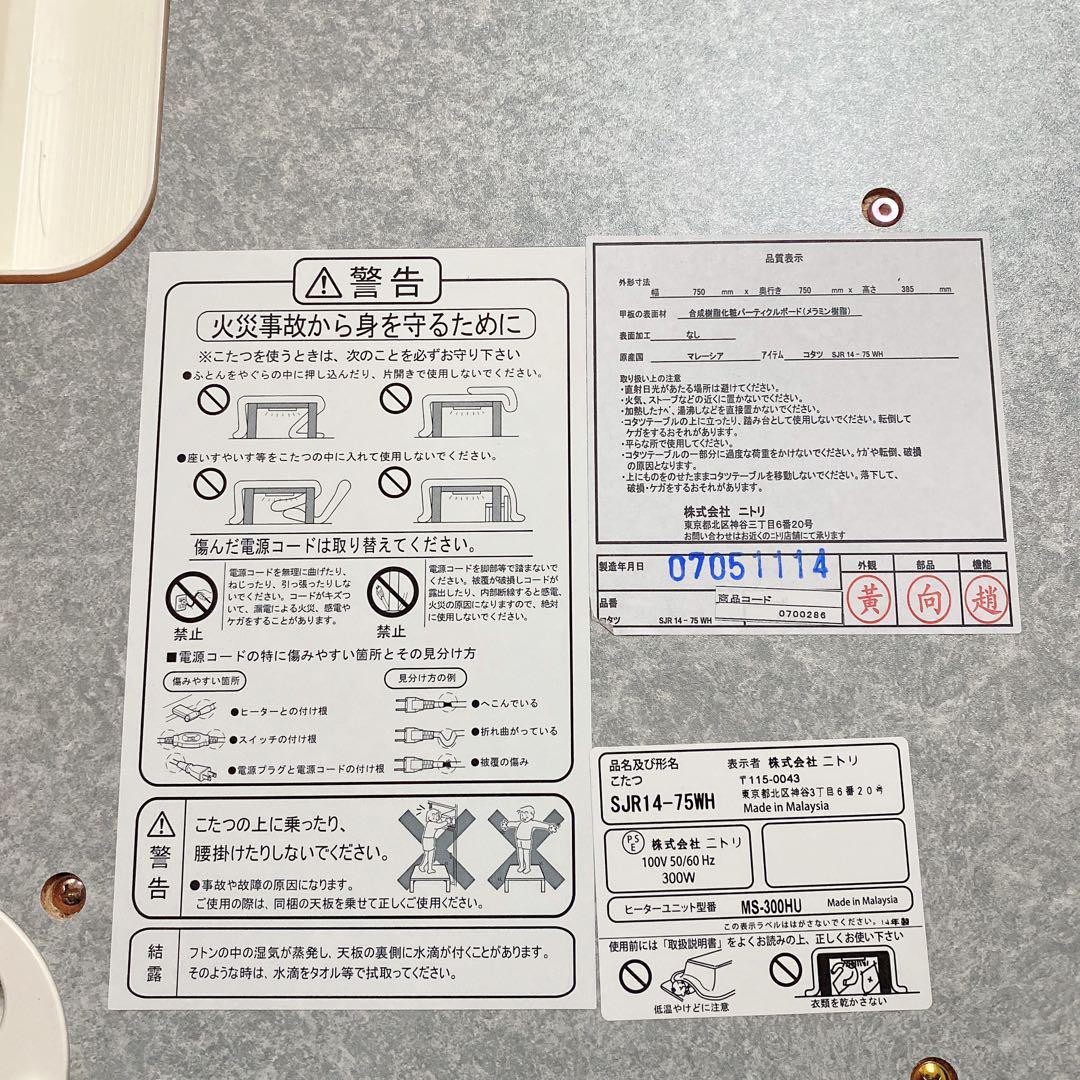 警告
火災事故から身を守るために
※こたつを使うときは、次のことを必ずお守り下さい
●ふとんをやぐらの中に押し込んだり、片開きで使用しないでください。
●座いすやいす等をこたつの中に入れて使用しないでください。
傷んだ電源コードは取り替えてください。
禁止
電源コードを無理に曲げたり、
ねじったり、引っ張ったりしな
いでください。コードがキズつ
いて、漏電による火災、感電や
ケガをすることがあります。
禁止
電源コードを脚部等で踏まないで
ください。被覆が破損しコードが
露出したり、内部断線すると感電、
火災の原因になりますので、絶対
に使用しないでください。
■電源コードの特に傷みやすい箇所とその見分け方
傷みやすい箇所
●ヒーターとの付け根
●スイッチの付け根
●電源プラグと電源コードの付け根
見分け方の例
●へこんでいる
●折れ曲がっている
●被覆の傷み
警告
こたつの上に乗ったり、
腰掛けたりしないでください。
●事故や故障の原因になります。
ご使用の際は、同梱の天板を乗せて正しくご使用ください。
結露
フトンの中の湿気が蒸発し、天板の裏側に水滴が付くことがあります。
そのような時は、水滴をタオル等で拭取ってください。
品質表示
外形寸法
幅 750 mm x 奥行き 750 mm x 高さ 385 mm
甲板の表面材 合成樹脂化粧パーティクルボード(メラミン樹脂)
表面加工 なし
原産国 マレーシア アイテム コタツ SJR 14-75 WH
取り扱い上の注意
・直射日光があたる場所は避けてください。
・火気、ストーブなどの近くに置かないでください。
・加熱したナベ、湯沸しなどを直接置かないでください。
・コタツテーブルの上に立ったり、踏み台として使用しないでください。転倒して
ケガをするおそれがあります。
・平らな所で使用してください。
・コタツテーブルの一部分に過度な荷重をかけないでください。ケガや転倒、破損
の原因となります。
・上にものをのせたままコタツテーブルを移動しないでください。落下して、
破損・ケガをするおそれがあります。
株式会社 ニトリ
東京都北区神谷三丁目6番20号
お問い合わせはお近くのニトリ店舗にて承ります
製造年月日 07051114
外観 部品 機能
黃 向 趙
品番
コタツ SJR 14-75 WH
商品コード
0700286
品名及び形名
こたつ
SJR14-75WH
表示者 株式会社 ニトリ
〒115-0043
東京都北区神谷3丁目6番20号
Made in Malaysia
PSE
株式会社 ニトリ
100V 50/60 Hz
300W
ヒーターユニット型番 MS-300HU Made in Malaysia
この表示ラベルははがさないでください。14年製
使用前には「取扱説明書」をよくお読みの上、正しくお使い下さい
低温やけどに注意
衣類を乾かさない